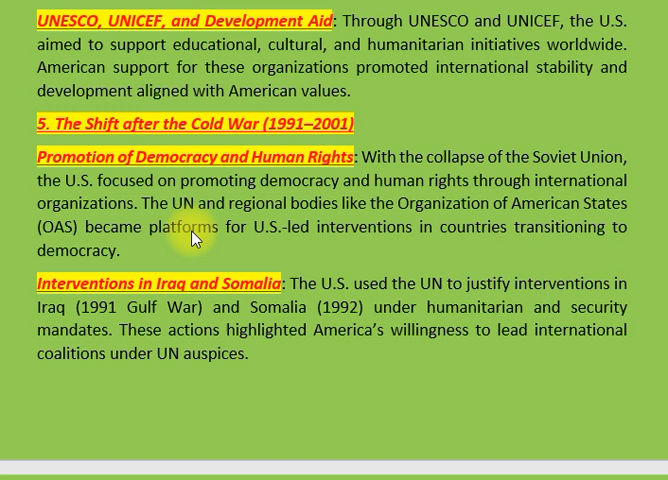 UNESCO, UNICEF, and Development Aid: Through UNESCO and UNICEF, the U.S.
aimed to support educational, cultural, and humanitarian initiatives worldwide.
American support for these organizations promoted international stability and
development aligned with American values.
5. The Shift after the Cold War (1991–2001)
Promotion of Democracy and Human Rights: With the collapse of the Soviet Union,
the U.S. focused on promoting democracy and human rights through international
organizations. The UN and regional bodies like the Organization of American States
(OAS) became platforms for U.S.-led interventions in countries transitioning to
democracy.
Interventions in Iraq and Somalia: The U.S. used the UN to justify interventions in
Iraq (1991 Gulf War) and Somalia (1992) under humanitarian and security
mandates. These actions highlighted America’s willingness to lead international
coalitions under UN auspices.